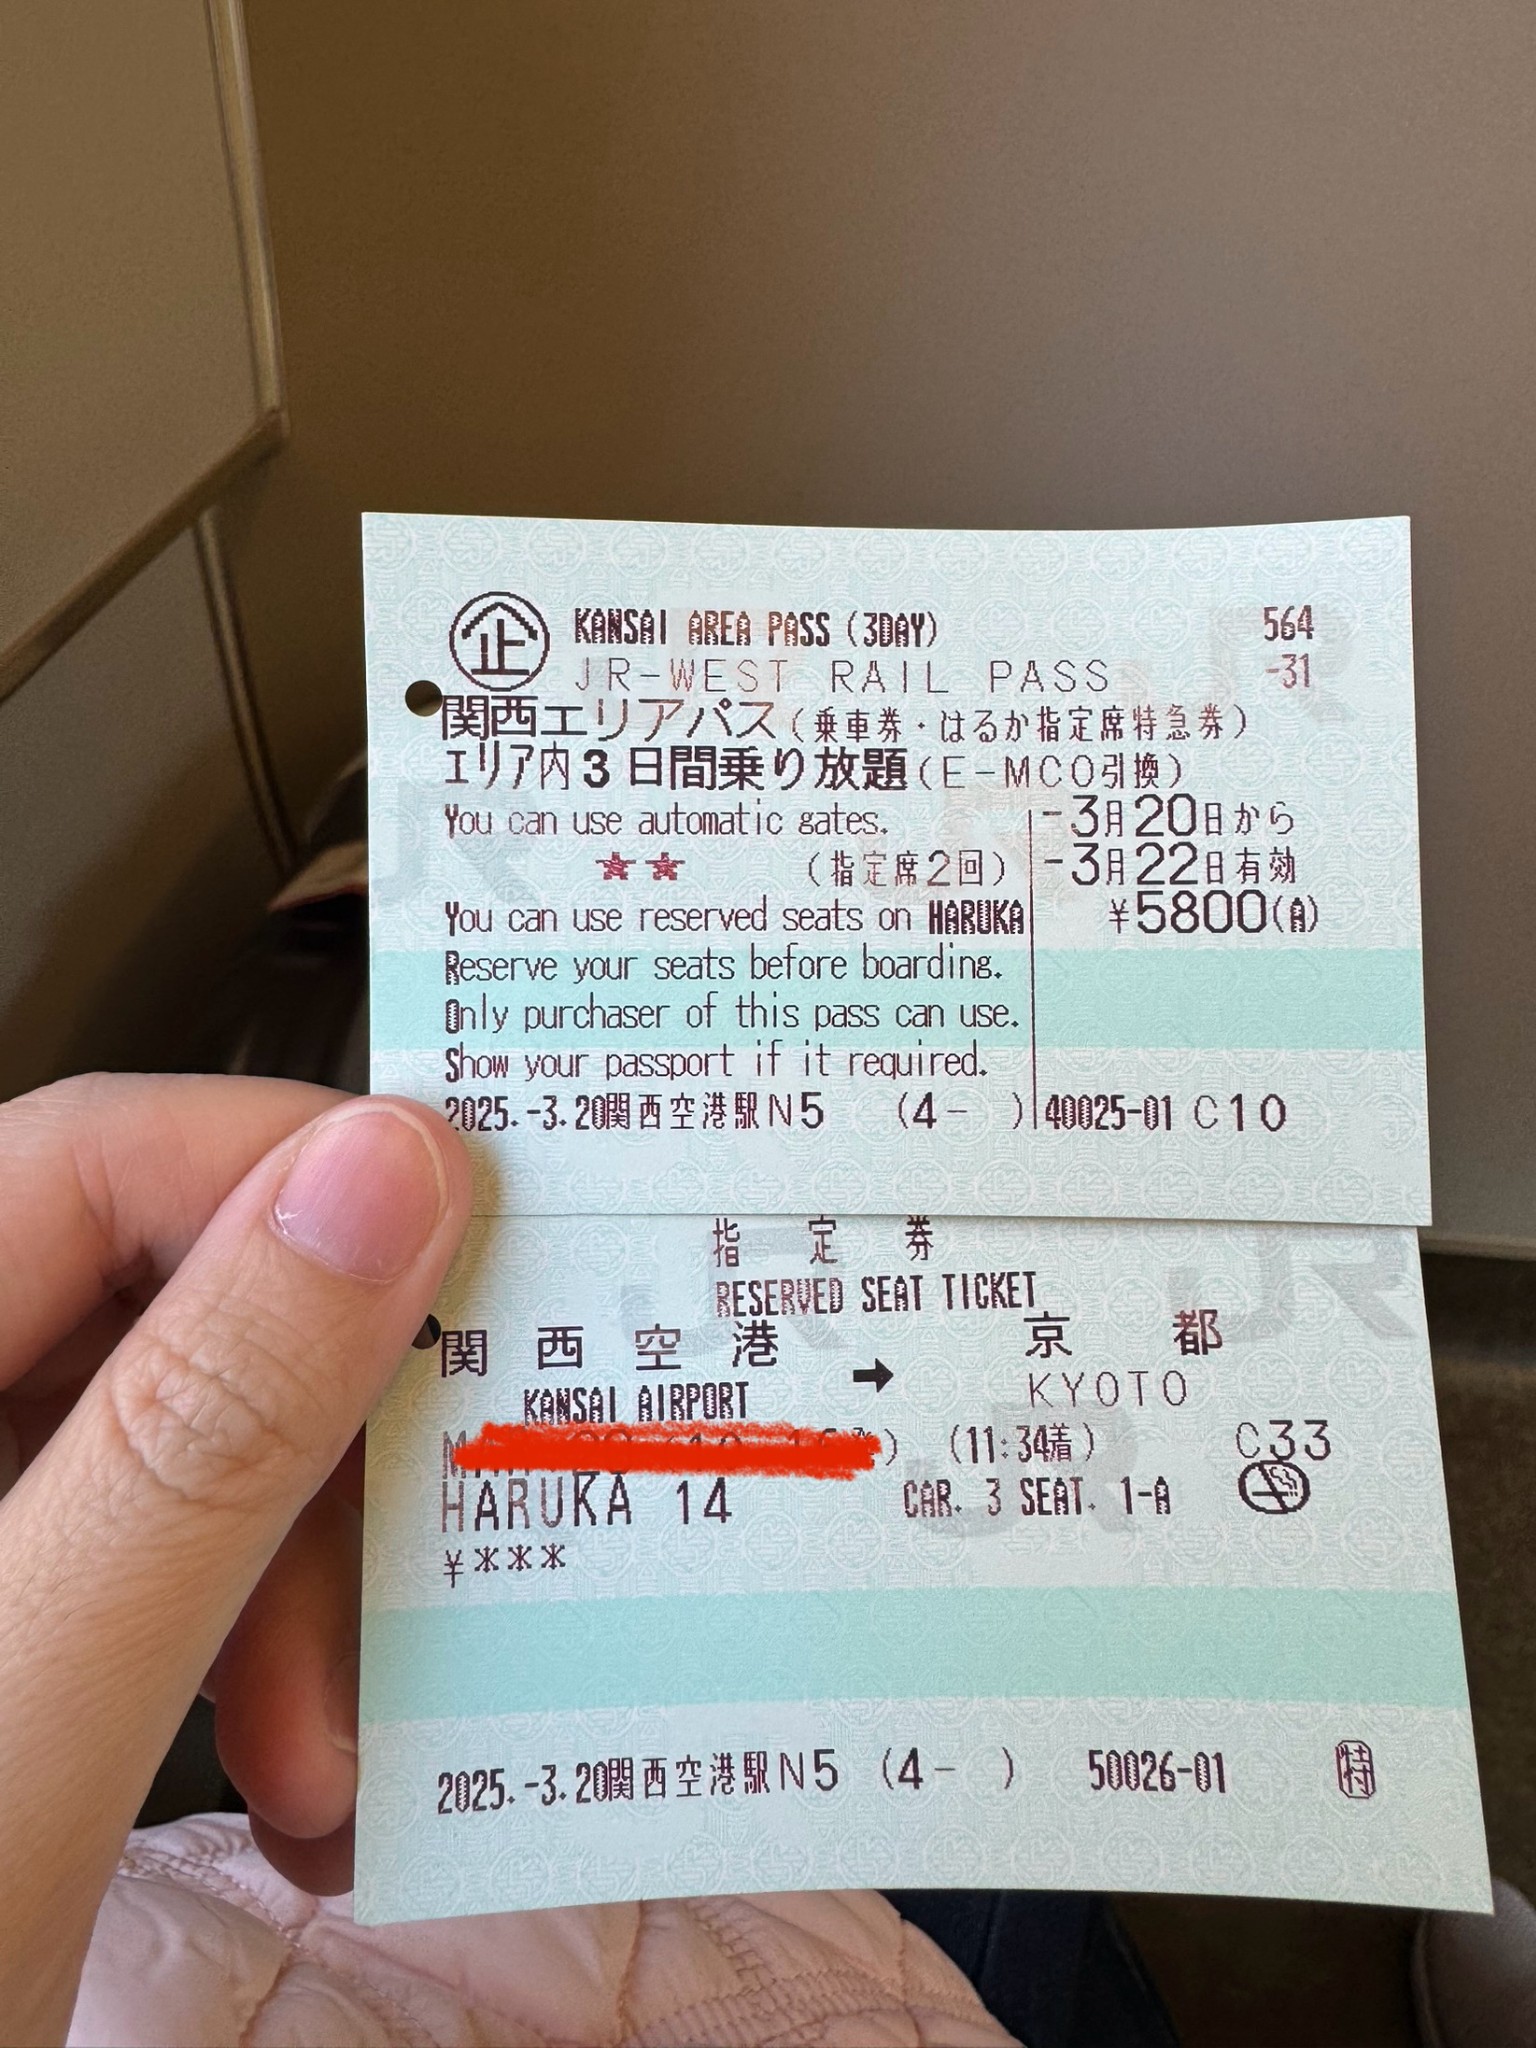 企 KANSAI AREA PASS (3DAY) 564
JR-WEST RAIL PASS -31
関西エリアパス(乗車券・はるか指定席特急券)
エリア内3日間乗り放題(E-MCO引換)
You can use automatic gates. -3月20日から
★★ (指定席2回) -3月22日有効
You can use reserved seats on HARUKA ¥5800(A)
Reserve your seats before boarding.
Only purchaser of this pass can use.
Show your passport if it required.
2025.-3.20関西空港駅N5 (4- ) 40025-01 C10
指定券
RESERVED SEAT TICKET
関西空港 ➡ 京都
KANSAI AIRPORT KYOTO
(11:34着) C33
HARUKA 14 CAR. 3 SEAT. 1-A
¥***
2025.-3.20関西空港駅N5 (4- ) 50026-01 特